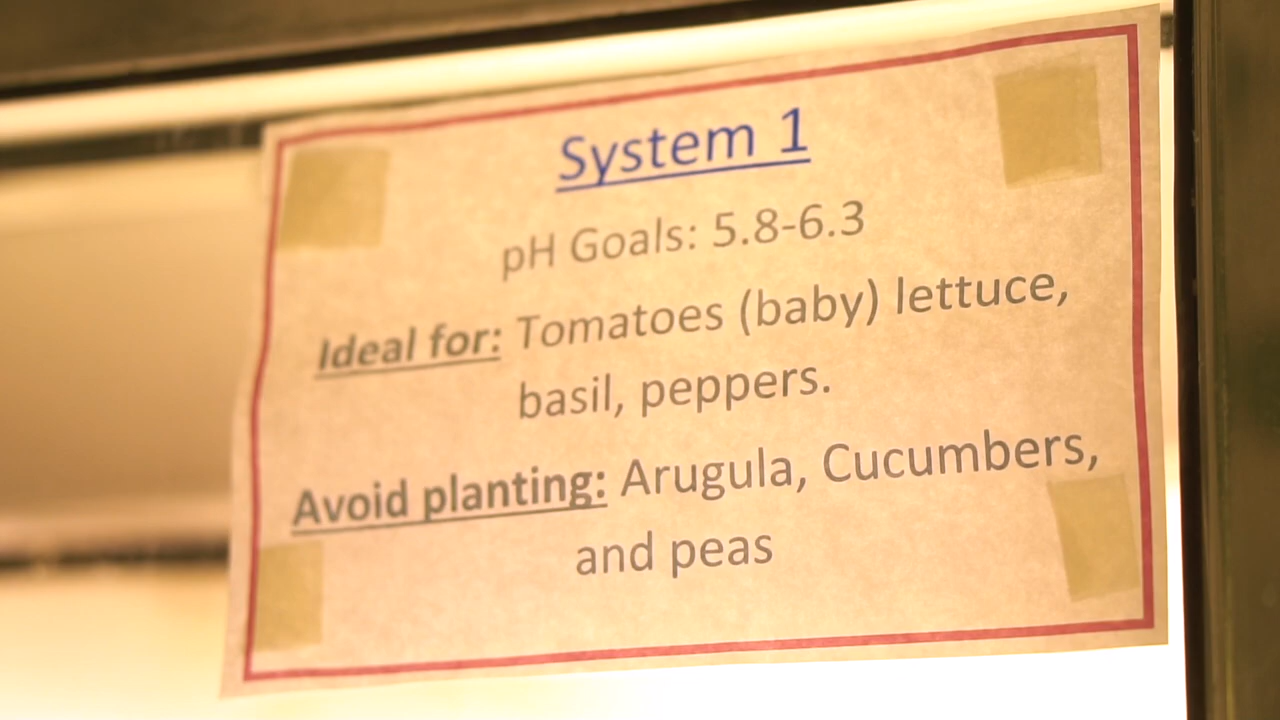 System 1
pH Goals: 5.8-6.3
Ideal for: Tomatoes (baby) lettuce,
basil, peppers.
Avoid planting: Arugula, Cucumbers,
and peas